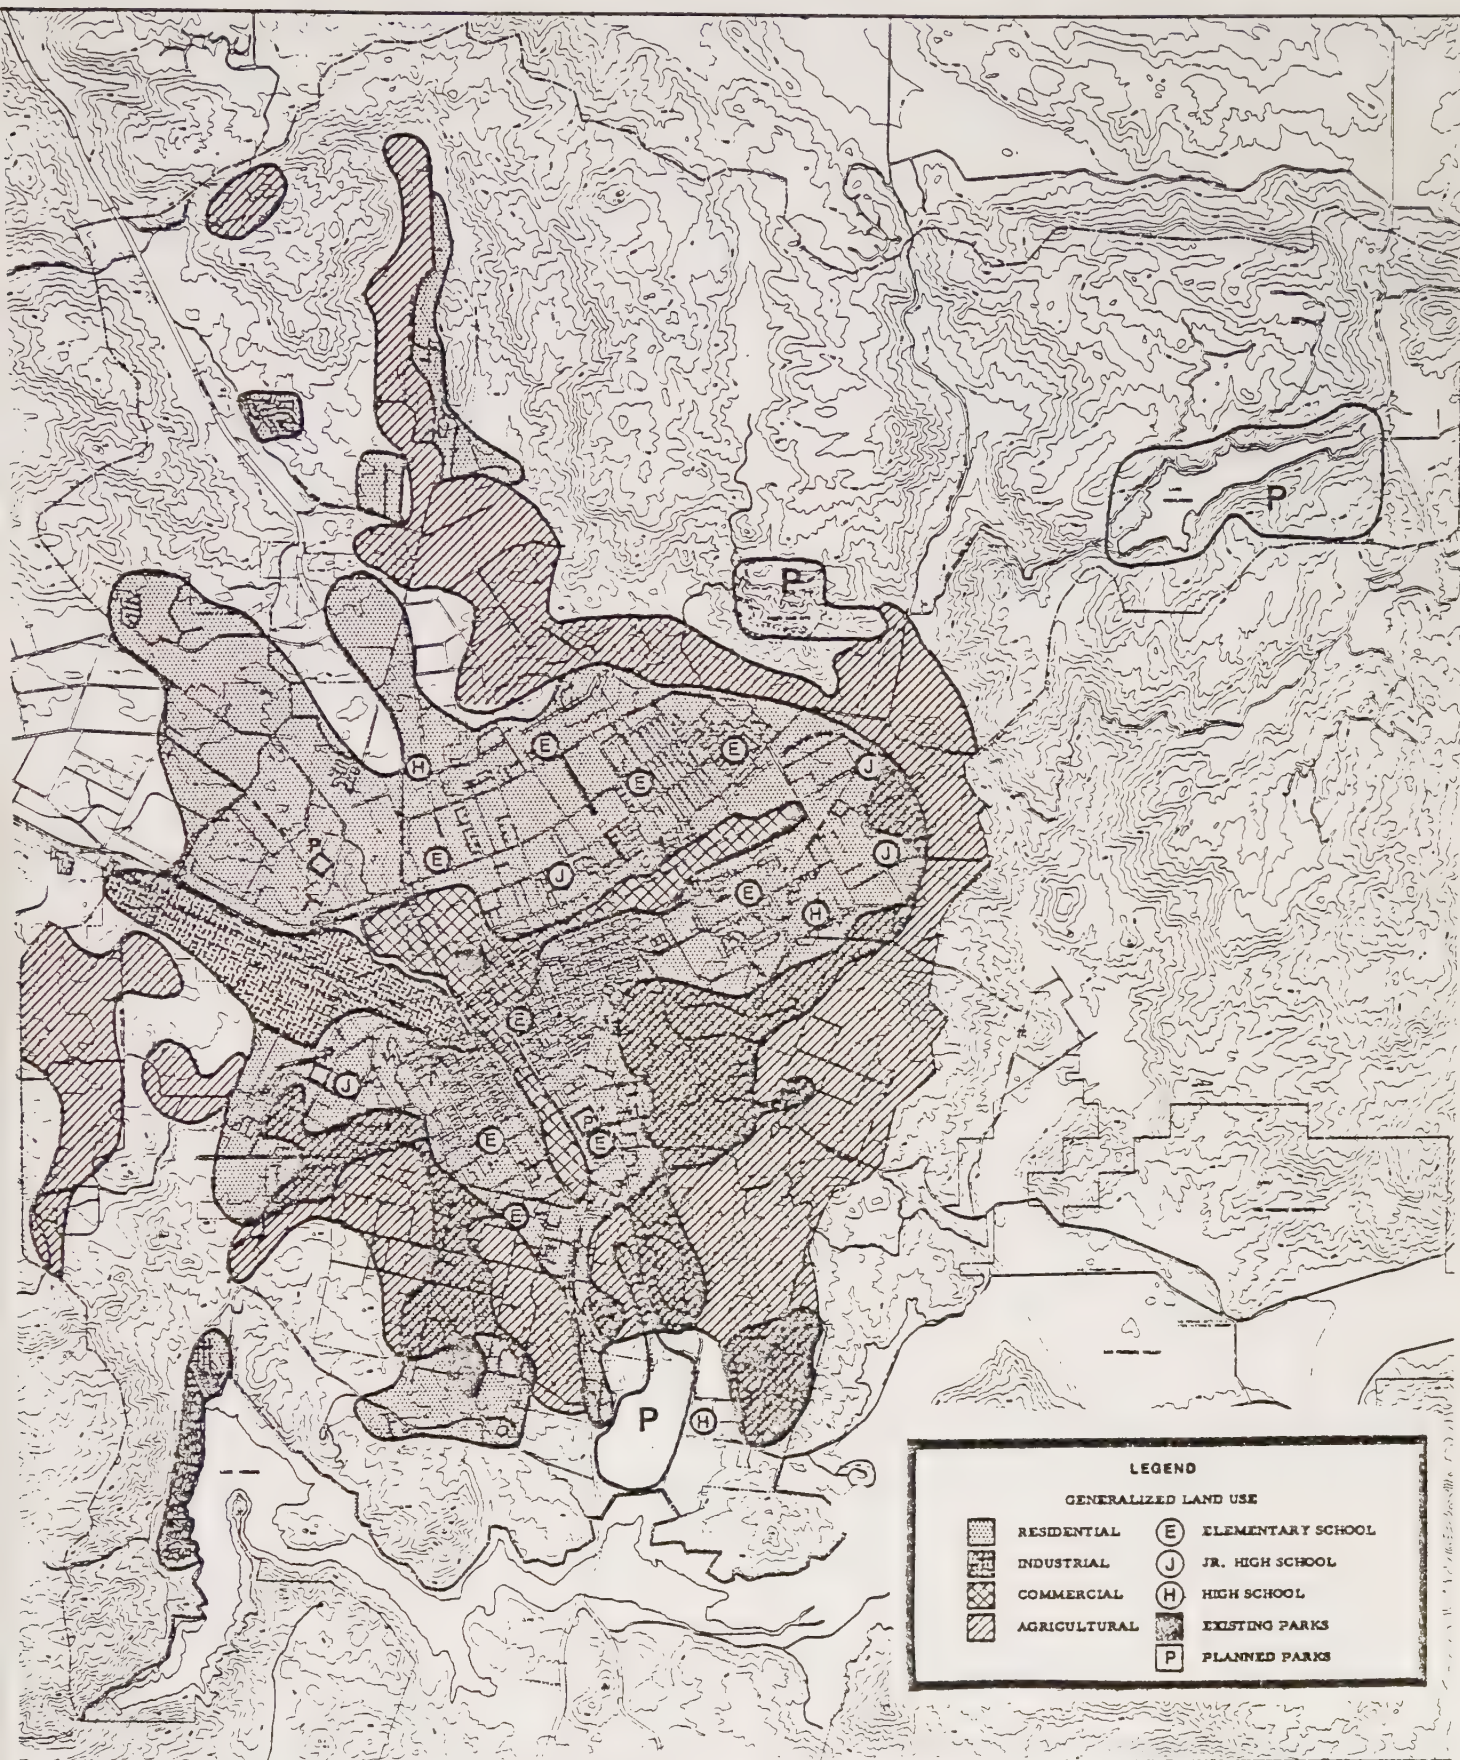 P
P
H
E
E
E
J
P
E
J
E
J
H
E
J
E
P
E
E
P
H
LEGEND
GENERALIZED LAND USE
RESIDENTIAL
INDUSTRIAL
COMMERCIAL
AGRICULTURAL
E ELEMENTARY SCHOOL
J JR. HIGH SCHOOL
H HIGH SCHOOL
EXISTING PARKS
P PLANNED PARKS